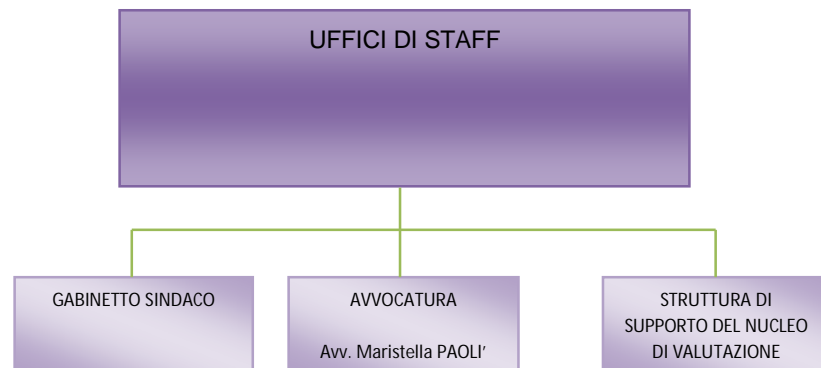 UFFICI DI STAFF
GABINETTO SINDACO
AVVOCATURA
Avv. Maristella PAOLI’
STRUTTURA DI
SUPPORTO DEL NUCLEO
DI VALUTAZIONE